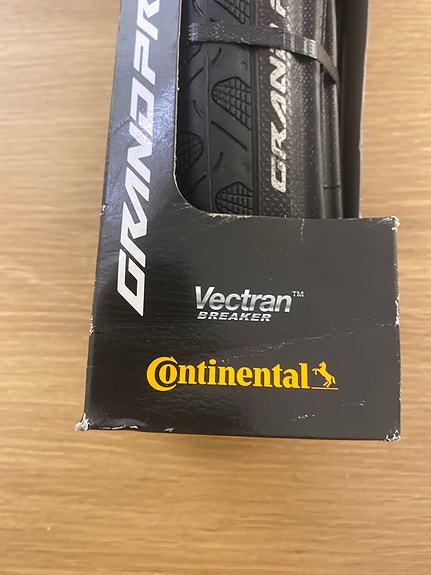 GRAND PR
GRAND P
Vectran™
BREAKER
Continental